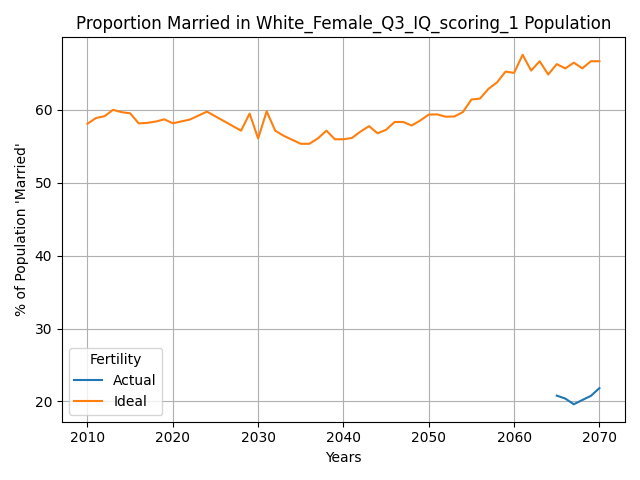 Proportion Married in White_Female_Q3_IQ_scoring_1 Population
% of Population 'Married'
60
50
40
30
20
Fertility
Actual
Ideal
2010 2020 2030 2040 2050 2060 2070
Years